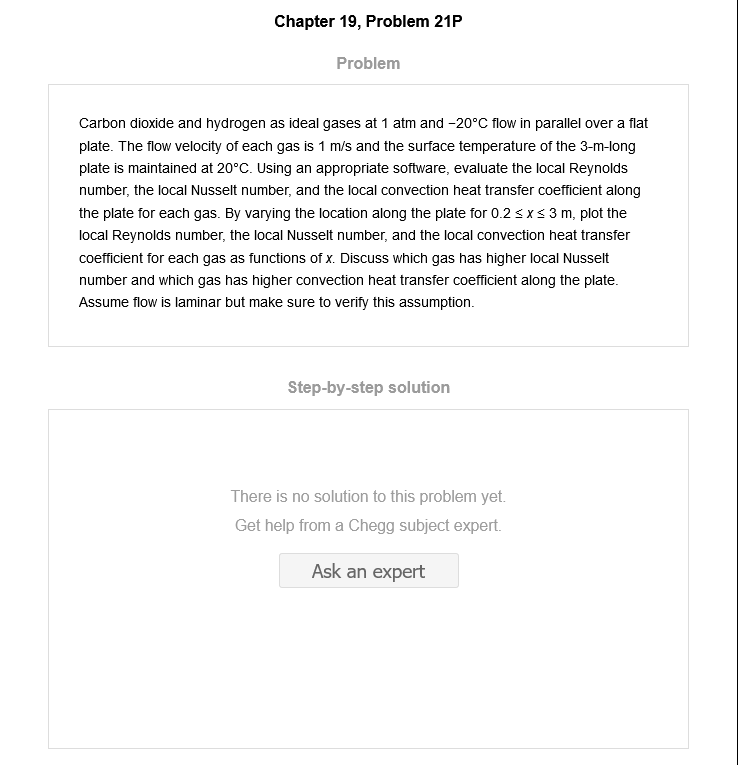 Chapter 19, Problem 21P
Problem
Carbon dioxide and hydrogen as ideal gases at 1 atm and −20°C flow in parallel over a flat
plate. The flow velocity of each gas is 1 m/s and the surface temperature of the 3-m-long
plate is maintained at 20°C. Using an appropriate software, evaluate the local Reynolds
number, the local Nusselt number, and the local convection heat transfer coefficient along
the plate for each gas. By varying the location along the plate for 0.2 ≤ x ≤ 3 m, plot the
local Reynolds number, the local Nusselt number, and the local convection heat transfer
coefficient for each gas as functions of x. Discuss which gas has higher local Nusselt
number and which gas has higher convection heat transfer coefficient along the plate.
Assume flow is laminar but make sure to verify this assumption.
Step-by-step solution
There is no solution to this problem yet.
Get help from a Chegg subject expert.
Ask an expert